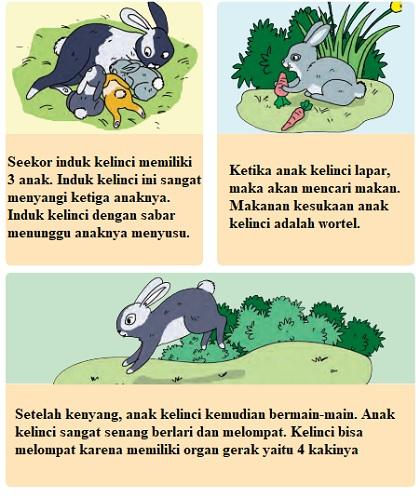 Seekor induk kelinci memiliki
3 anak. Induk kelinci ini sangat
menyangi ketiga anaknya.
Induk kelinci dengan sabar
menunggu anaknya menyusu.
Ketika anak kelinci lapar,
maka akan mencari makan.
Makanan kesukaan anak
kelinci adalah wortel.
Setelah kenyang, anak kelinci kemudian bermain-main. Anak
kelinci sangat senang berlari dan melompat. Kelinci bisa
melompat karena memiliki organ gerak yaitu 4 kakinya